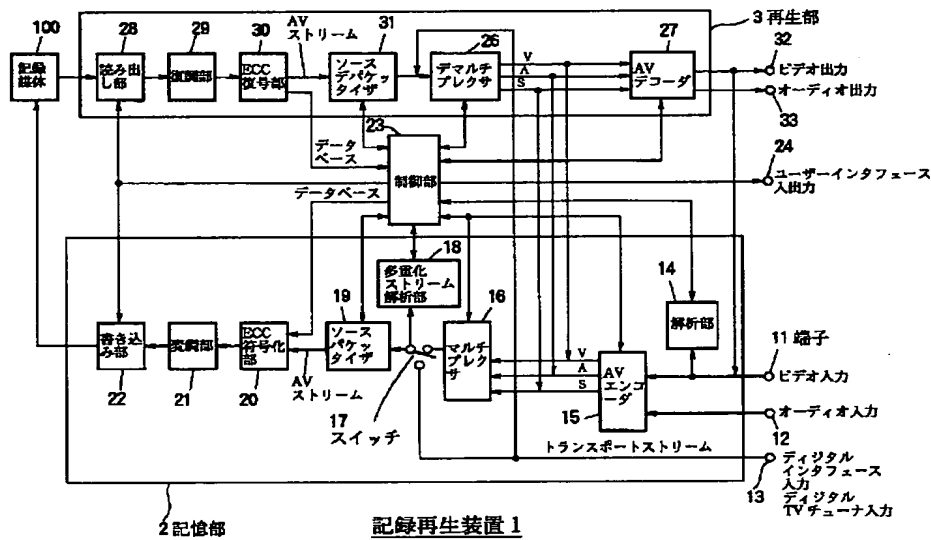 3 再生部
100
記録
媒体
28
読み出
し部
29
復調部
30
ECC
復号部
AV
ストリーム
31
ソース
デパケッ
タイザ
26
デマルチ
プレクサ
V
A
S
27
AV
デコーダ
32
ビデオ出力
オーディオ出力
33
データ
ベース
23
制御部
24
ユーザーインタフェース
入出力
データベース
18
多重化
ストリーム
解析部
14
解析部
22
書き込
み部
21
変調部
20
ECC
符号化
部
AV
ストリーム
19
ソース
パケッ
タイザ
17
スイッチ
16
マルチ
プレク
サ
V
A
S
AV
エンコ
ーダ
15
11 端子
ビデオ入力
オーディオ入力
12
トランスポートストリーム
13
ディジタル
インタフェース
入力
ディジタル
TVチューナ入力
2 記憶部
記録再生装置 1